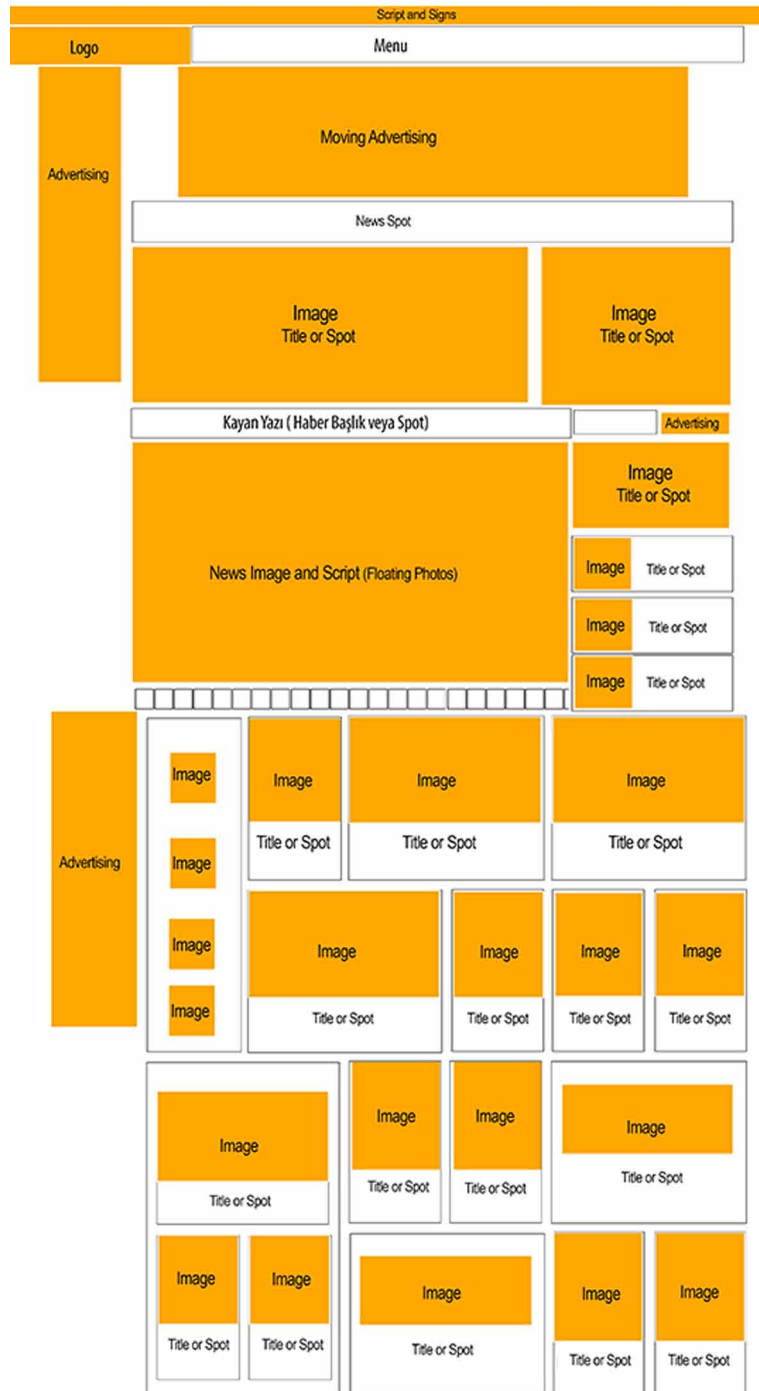 Script and Signs
Logo
Menu
Advertising
Moving Advertising
News Spot
Image
Title or Spot
Image
Title or Spot
Kayan Yazı ( Haber Başlık veya Spot)
Advertising
News Image and Script (Floating Photos)
Image
Title or Spot
Image
Title or Spot
Image
Title or Spot
Image
Title or Spot
Advertising
Image
Image
Image
Image
Image
Title or Spot
Image
Title or Spot
Image
Title or Spot
Image
Title or Spot
Image
Title or Spot
Image
Title or Spot
Image
Title or Spot
Image
Title or Spot
Image
Title or Spot
Image
Title or Spot
Image
Title or Spot
Image
Title or Spot
Image
Title or Spot
Image
Title or Spot
Image
Title or Spot
Image
Title or Spot